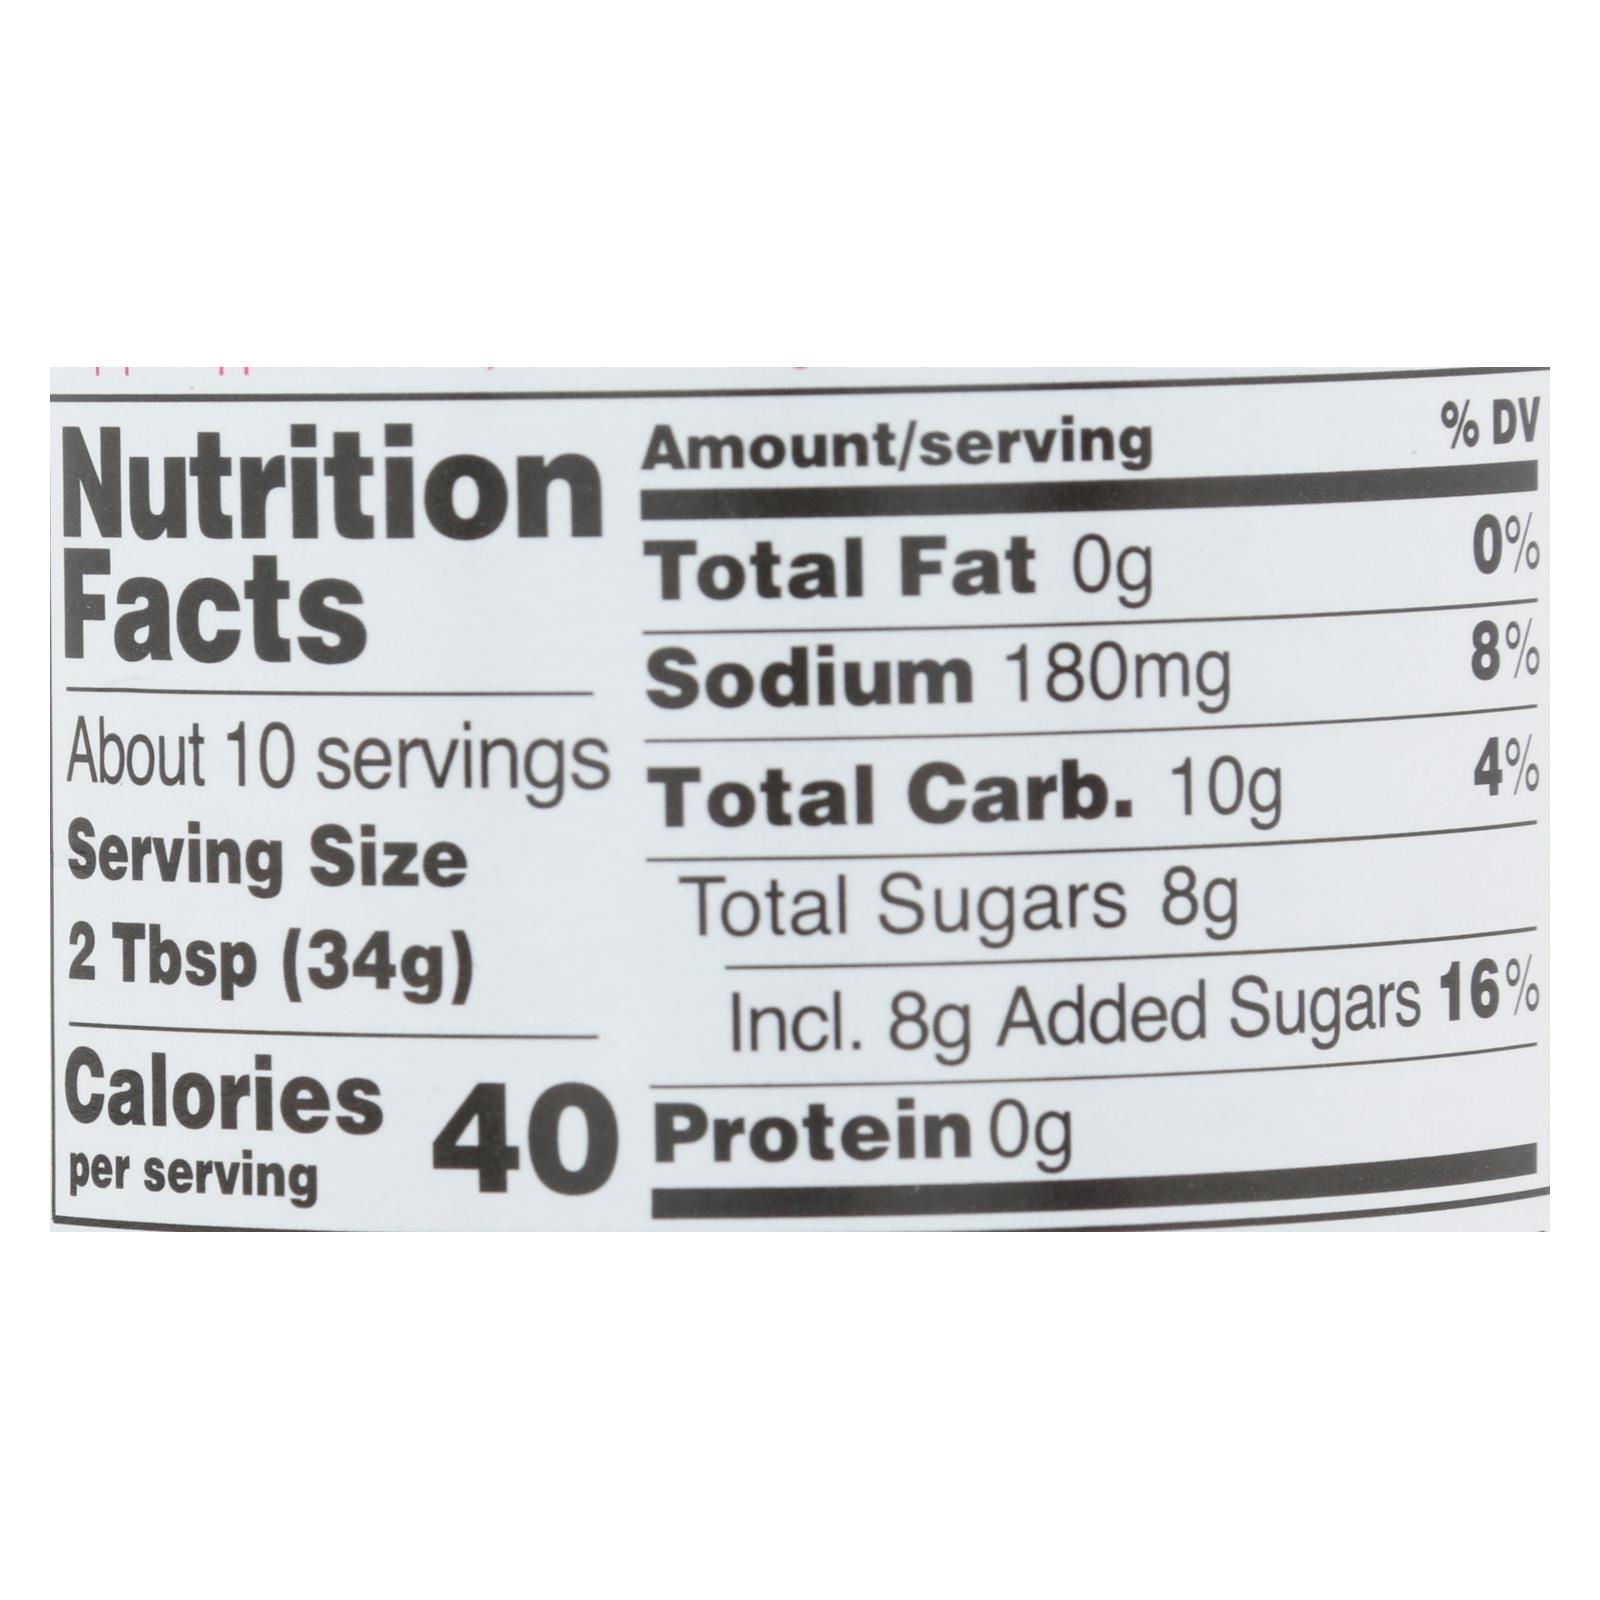 Nutrition
Facts
About 10 servings
Serving Size
2 Tbsp (34g)
Calories 40
per serving
Amount/serving % DV
Total Fat 0g 0%
Sodium 180mg 8%
Total Carb. 10g 4%
Total Sugars 8g
Incl. 8g Added Sugars 16%
Protein 0g